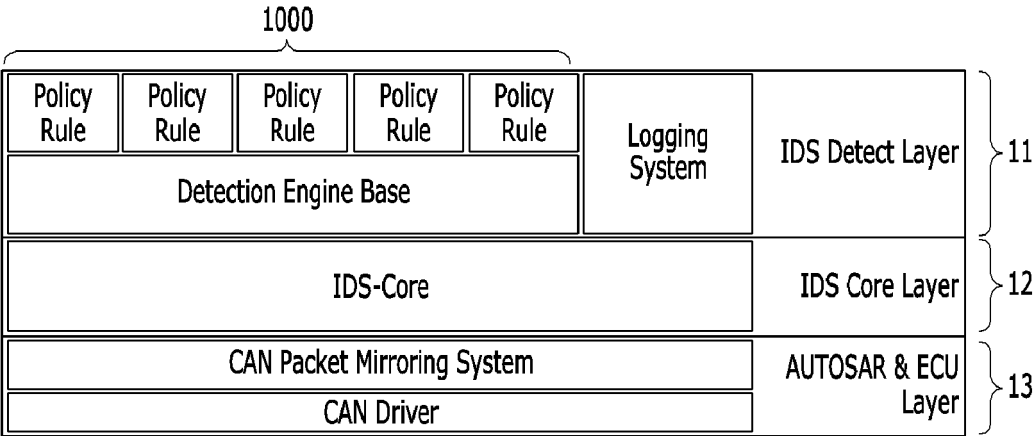 1000
Policy Rule
Policy Rule
Policy Rule
Policy Rule
Policy Rule
Detection Engine Base
Logging
System
IDS Detect Layer
11
IDS-Core
IDS Core Layer
12
CAN Packet Mirroring System
CAN Driver
AUTOSAR & ECU
Layer
13